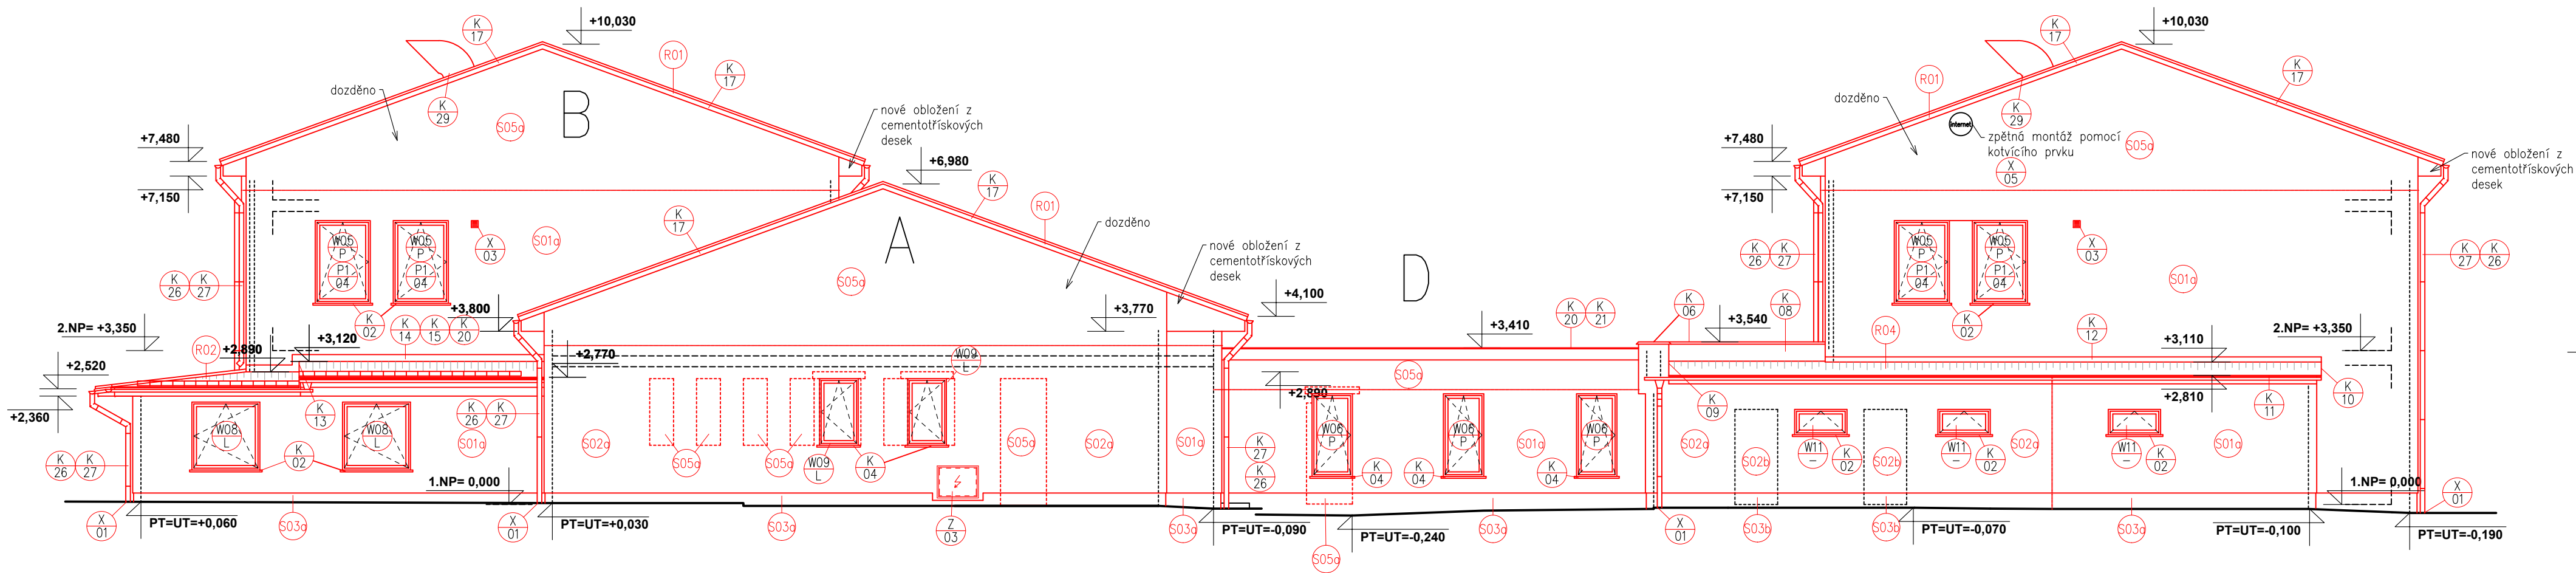 K
17
+10,030
R01
K
17
dozděno
K
29
B
S05a
nové obložení z
cementotřískových
desek
+7,480
+7,150
+6,980
K
17
R01
K
17
dozděno
A
S05a
nové obložení z
cementotřískových
desek
W05
P
P1
04
W05
P
P1
04
X
03
S01a
K
26
K
27
K
02
K
14
K
15
K
20
+3,800
2.NP= +3,350
R02
+2,890
+3,120
+2,520
+2,360
K
13
W08
L
W08
L
K
02
K
26
K
27
S01a
K
26
K
27
1.NP= 0,000
X
01
PT=UT=+0,060
S03a
X
01
PT=UT=+0,030
+2,770
+3,770
+4,100
W09
L
S02a
S05a
S05a
W09
L
K
04
S05a
S02a
S01a
K
27
K
26
S03a
Z
03
S03a
PT=UT=-0,090
D
+3,410
K
20
K
21
+2,890
S05a
W06
P
W06
P
W06
P
S01a
K
04
K
04
K
04
S05a
PT=UT=-0,240
S03a
K
06
+3,540
K
08
K
09
X
01
K
17
+10,030
R01
K
17
dozděno
K
29
internet
zpětná montáž pomocí
kotvícího prvku
X
05
S05a
nové obložení z
cementotřískových
desek
+7,480
+7,150
W05
P
P1
04
W05
P
P1
04
X
03
S01a
K
26
K
27
K
27
K
26
K
02
K
12
R04
+3,110
2.NP= +3,350
+2,810
K
11
K
10
S02a
S02b
W11
–
K
02
S02b
W11
–
K
02
S02a
W11
–
K
02
S01a
1.NP= 0,000
X
01
S03b
S03b
PT=UT=-0,070
S03a
PT=UT=-0,100
PT=UT=-0,190